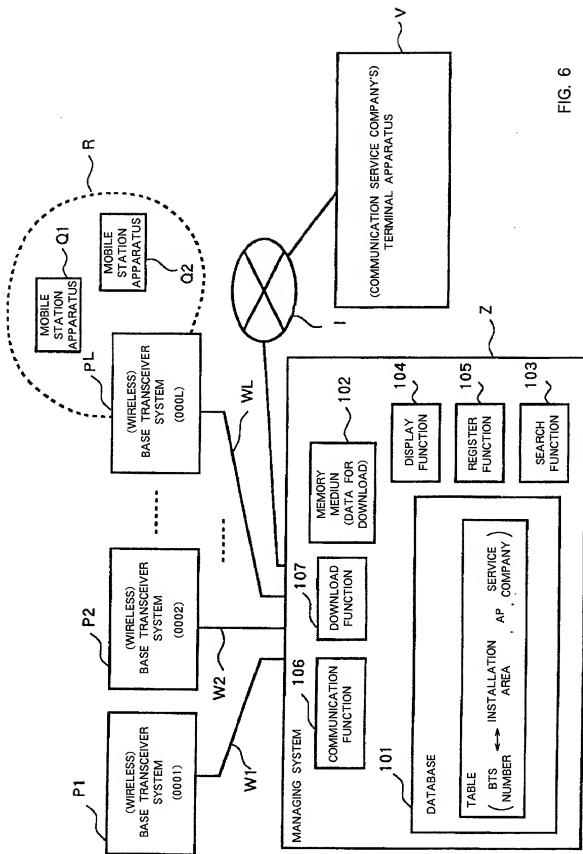 P1
(WIRELESS)
BASE TRANSCEIVER
SYSTEM
(0001)
P2
(WIRELESS)
BASE TRANSCEIVER
SYSTEM
(0002)
PL
(WIRELESS)
BASE TRANSCEIVER
SYSTEM
(000L)
Q1
MOBILE
STATION
APPARATUS
MOBILE
STATION
APPARATUS
Q2
R
W1
W2
WL
I
V
(COMMUNICATION SERVICE COMPANY'S)
TERMINAL APPARATUS
Z
MANAGING SYSTEM
106
COMMUNICATION
FUNCTION
107
DOWNLOAD
FUNCTION
102
MEMORY
MEDIUN
(DATA FOR
DOWNLOAD)
104
DISPLAY
FUNCTION
105
REGISTER
FUNCTION
103
SEARCH
FUNCTION
101
DATABASE
TABLE
( BTS NUMBER ↔ INSTALLATION AREA , AP , SERVICE COMPANY )
FIG. 6